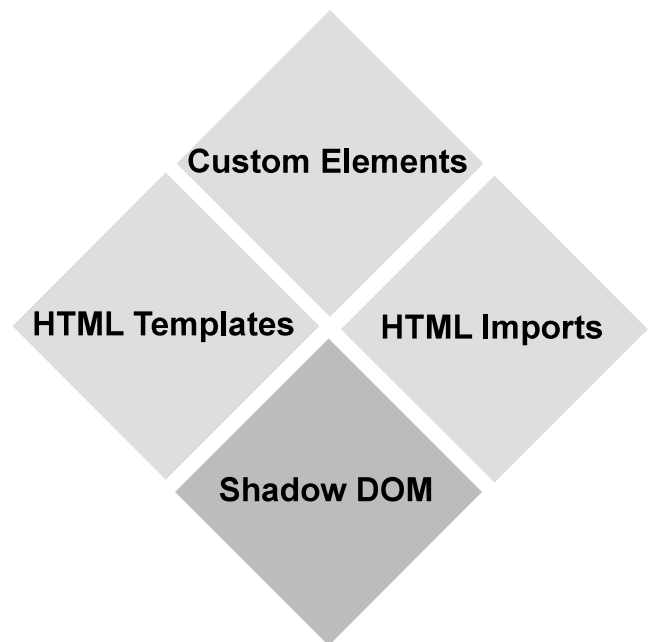 Custom Elements
HTML Templates
HTML Imports
Shadow DOM